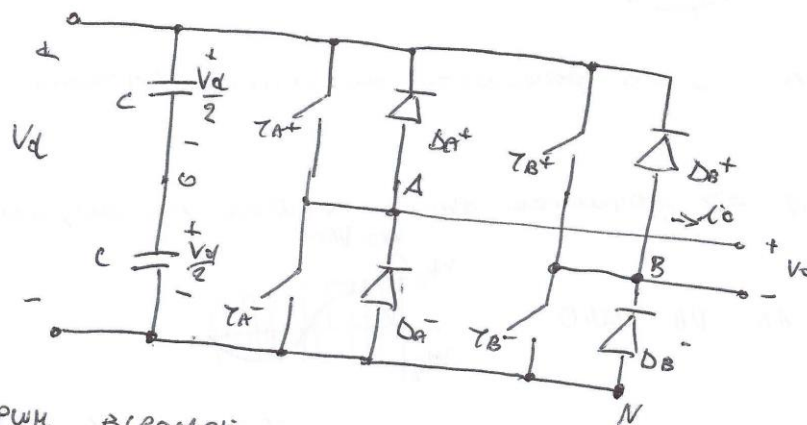 +
C + Vd/2 -
TA+ DA+
TB+ DB+
Vd
o
A
-> io
C + Vd/2 -
+
Vo
B
-
TA- DA-
TB- DB-
-
N
PWM